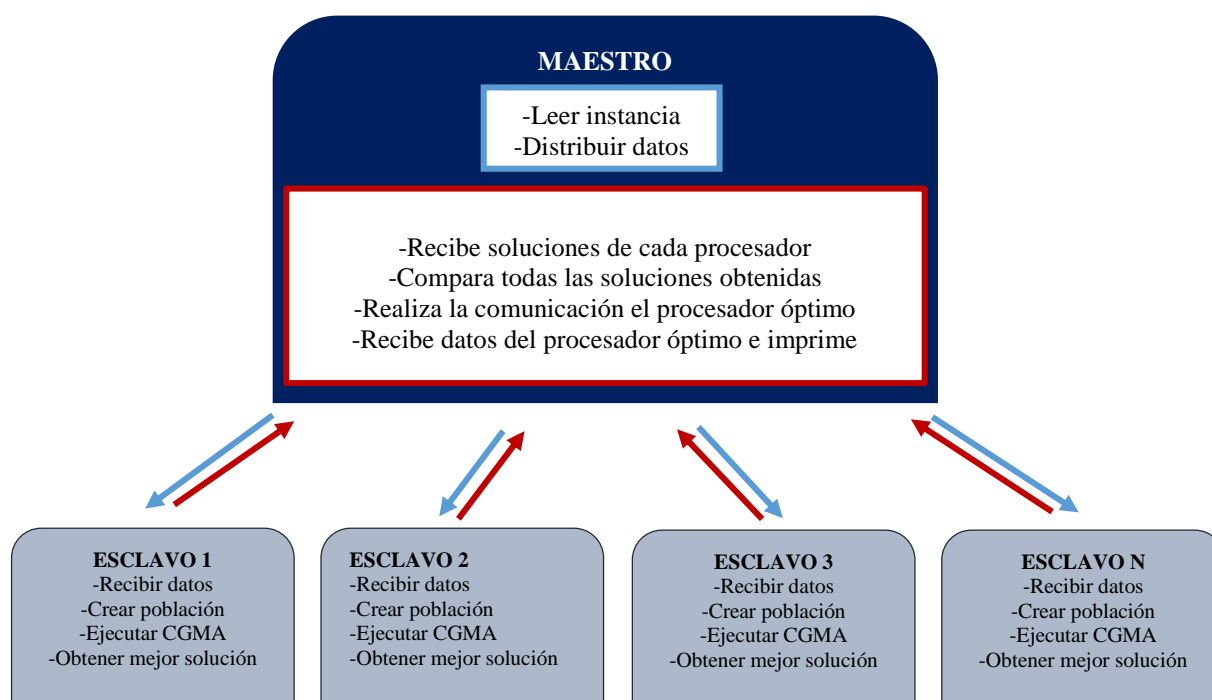 MAESTRO
-Leer instancia
-Distribuir datos
-Recibe soluciones de cada procesador
-Compara todas las soluciones obtenidas
-Realiza la comunicación el procesador óptimo
-Recibe datos del procesador óptimo e imprime
ESCLAVO 1
-Recibir datos
-Crear población
-Ejecutar CGMA
-Obtener mejor solución
ESCLAVO 2
-Recibir datos
-Crear población
-Ejecutar CGMA
-Obtener mejor solución
ESCLAVO 3
-Recibir datos
-Crear población
-Ejecutar CGMA
-Obtener mejor solución
ESCLAVO N
-Recibir datos
-Crear población
-Ejecutar CGMA
-Obtener mejor solución